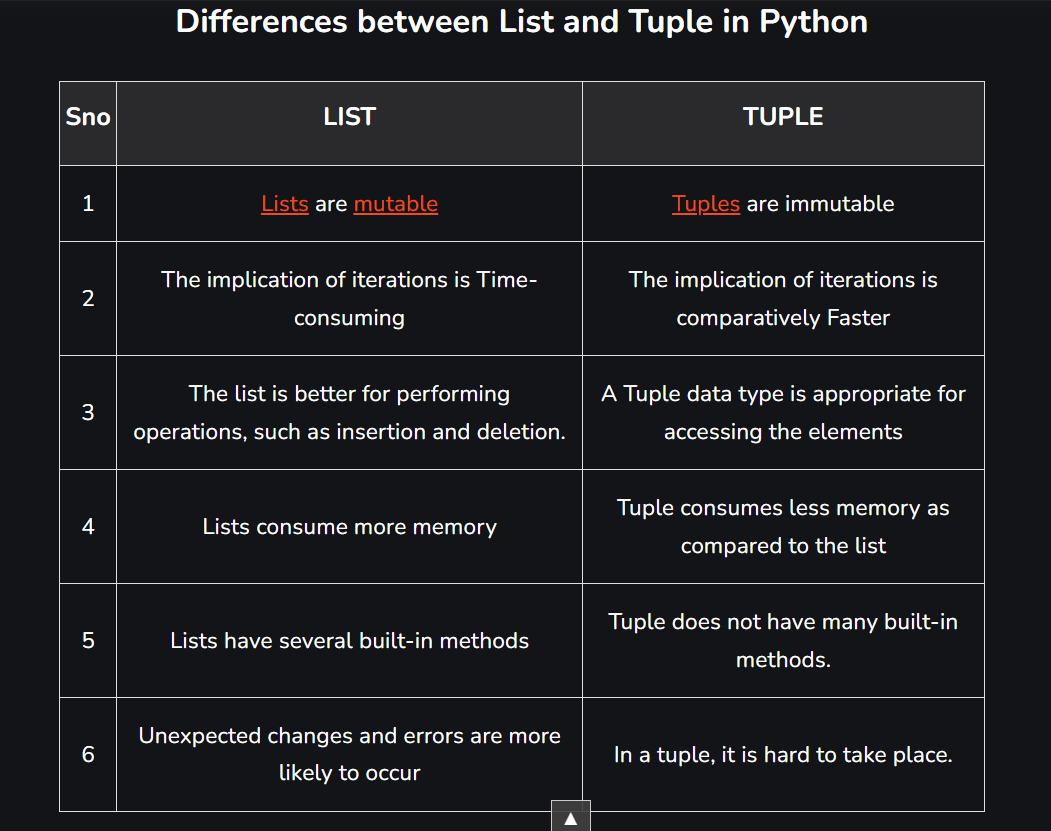 Differences between List and Tuple in Python
Sno
LIST
TUPLE
1
Lists are mutable
Tuples are immutable
2
The implication of iterations is Time-
consuming
The implication of iterations is
comparatively Faster
3
The list is better for performing
operations, such as insertion and deletion.
A Tuple data type is appropriate for
accessing the elements
4
Lists consume more memory
Tuple consumes less memory as
compared to the list
5
Lists have several built-in methods
Tuple does not have many built-in
methods.
6
Unexpected changes and errors are more
likely to occur
In a tuple, it is hard to take place.